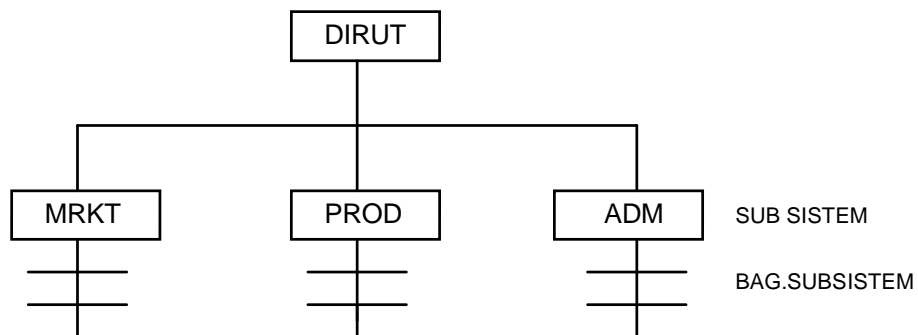 DIRUT
MRKT PROD ADM SUB SISTEM
BAG.SUBSISTEM